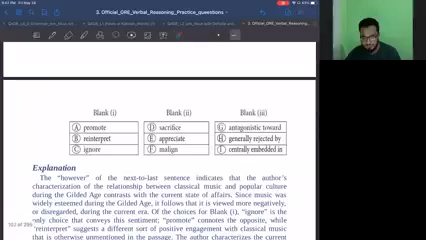 3. Official_GRE_Verbal_Reasoning_Practice_questions
3. Official_GRE_Verbal_Reasoning_
Blank (i) Blank (ii) Blank (iii)
A promote D sacrifice G antagonistic toward
B reinterpret E appreciate H generally rejected by
C ignore F malign I centrally embedded in
Explanation
The "however" of the next-to-last sentence indicates that the author's
characterization of the relationship between classical music and popular culture
during the Gilded Age contrasts with the current state of affairs. Since music was
widely esteemed during the Gilded Age, it follows that it is viewed more negatively,
or disregarded, during the current era. Of the choices for Blank (i), "ignore" is the
only choice that conveys this sentiment; "promote" connotes the opposite, while
"reinterpret" suggests a different sort of positive engagement with classical music
that is otherwise unmentioned in the passage. The author characterizes the current